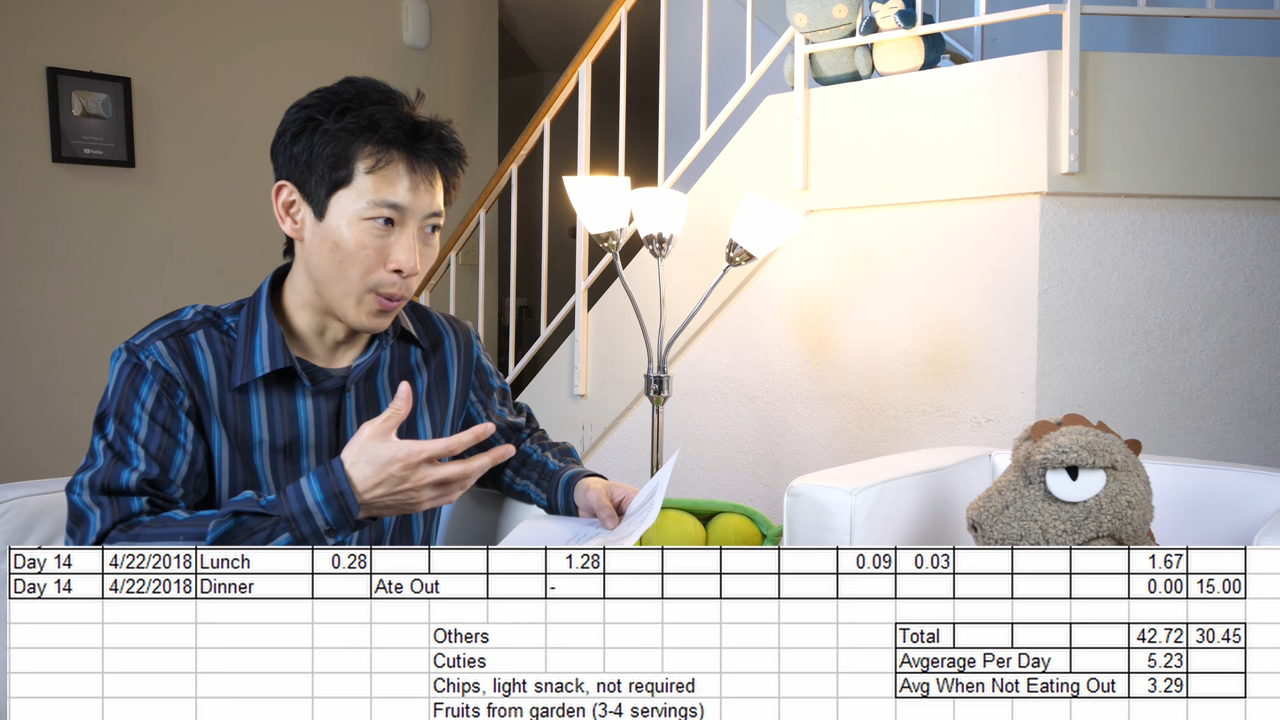 YouTube
Day 14 4/22/2018 Lunch 0.28 1.28 0.09 0.03 1.67
Day 14 4/22/2018 Dinner Ate Out - 0.00 15.00
Others Total 42.72 30.45
Cuties Avgerage Per Day 5.23
Chips, light snack, not required Avg When Not Eating Out 3.29
Fruits from garden (3-4 servings)